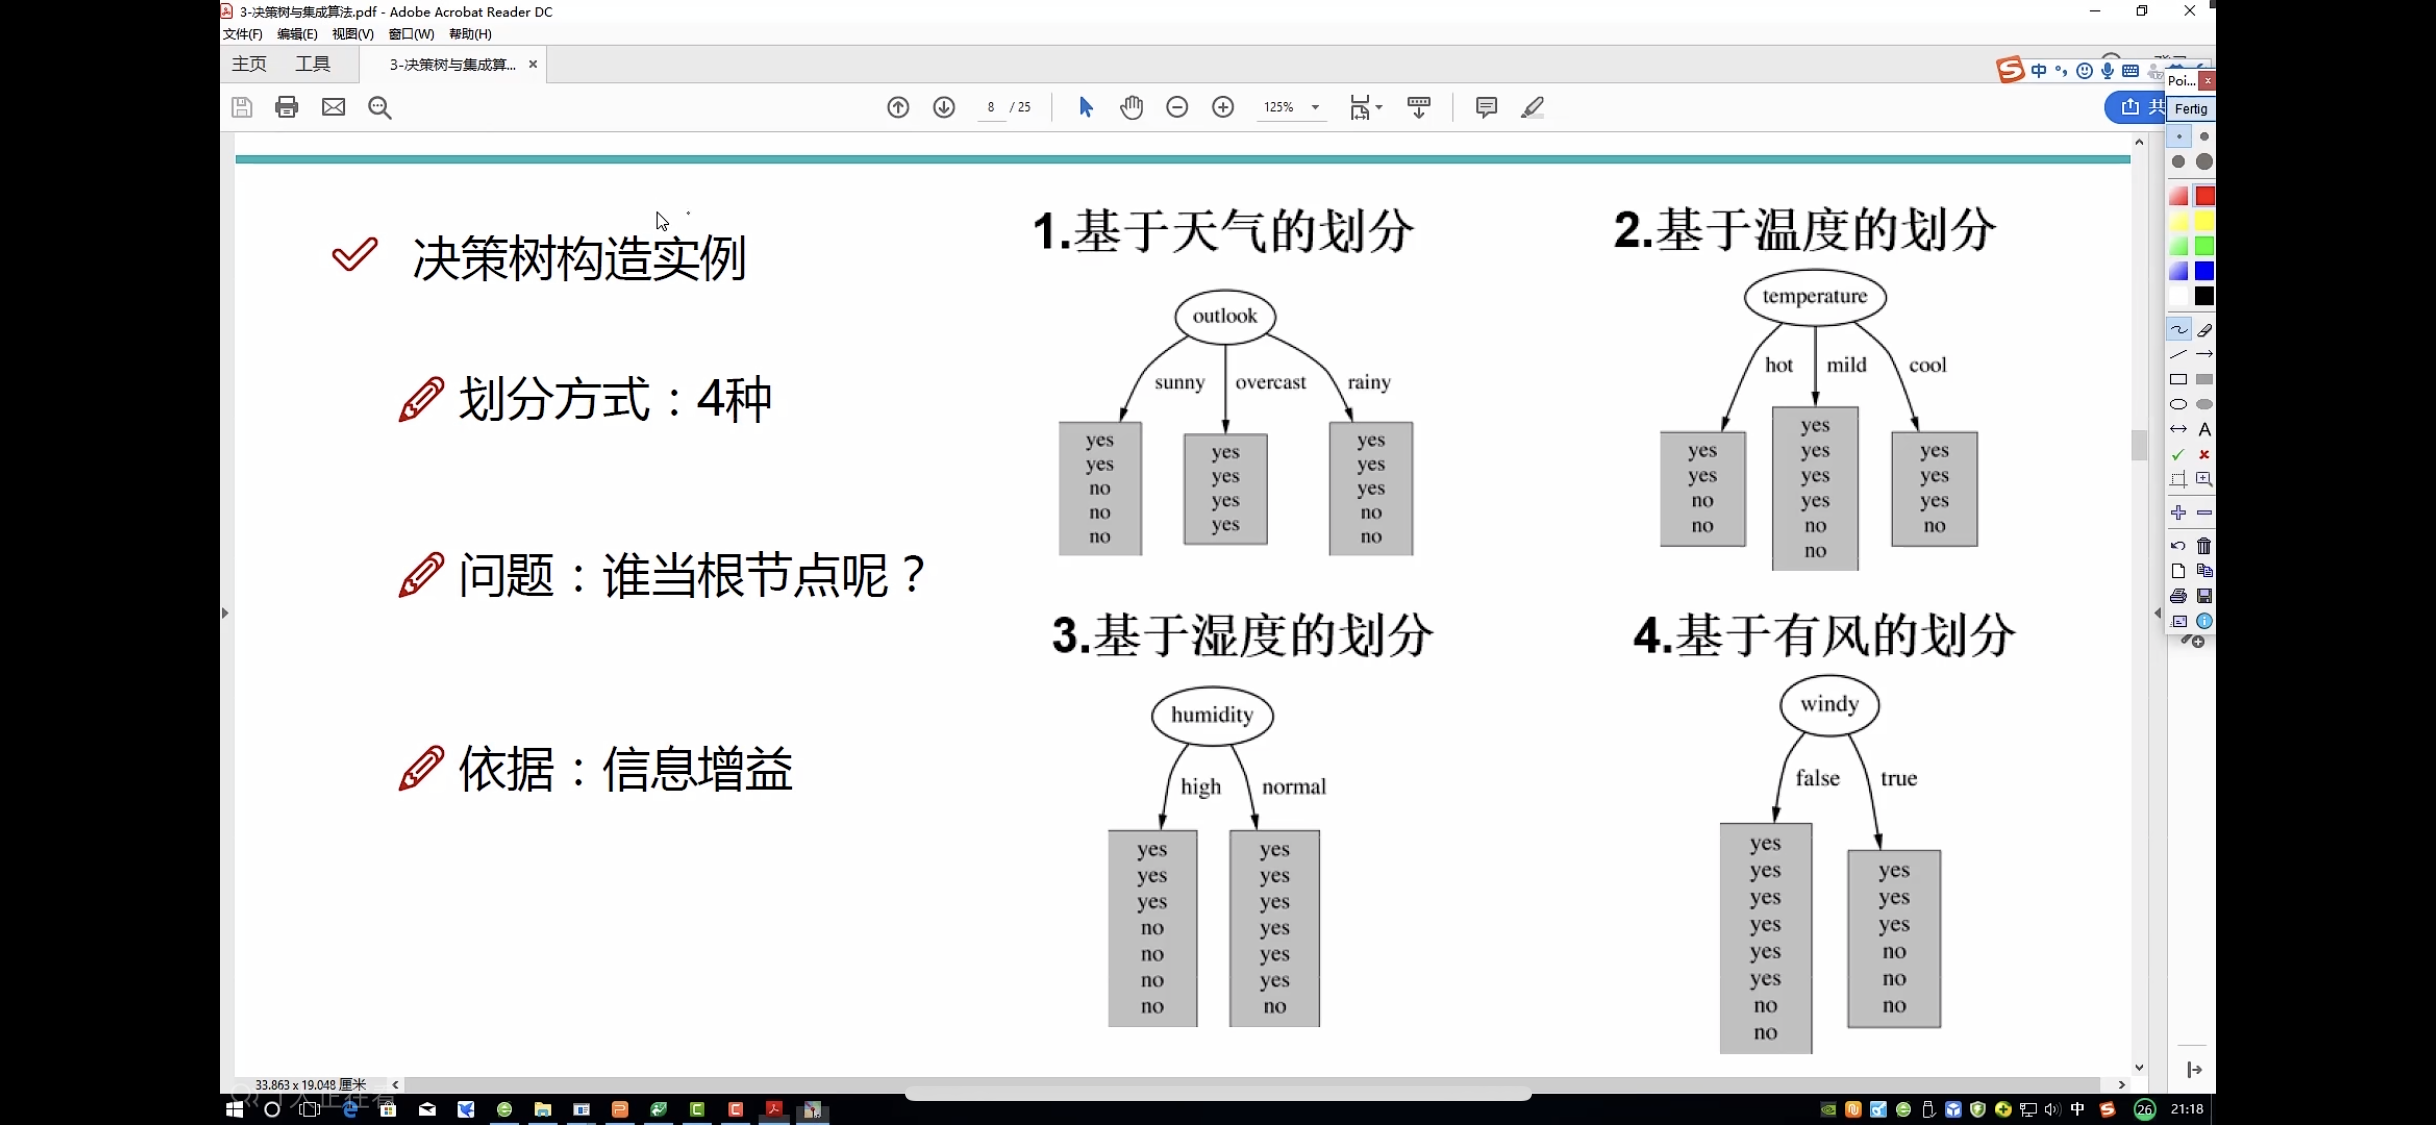 3-决策树与集成算法.pdf - Adobe Acrobat Reader DC
文件(F) 编辑(E) 视图(V) 窗口(W) 帮助(H)
主页 工具 3-决策树与集成算... ×
中
Poi...
8 / 25
125%
共
Fertig
决策树构造实例
划分方式：4种
问题：谁当根节点呢？
依据：信息增益
1.基于天气的划分
outlook
sunny overcast rainy
yes
yes
no
no
no
yes
yes
yes
yes
yes
yes
yes
no
no
2.基于温度的划分
temperature
hot mild cool
yes
yes
no
no
yes
yes
yes
yes
no
no
yes
yes
yes
no
3.基于湿度的划分
humidity
high normal
yes
yes
yes
no
no
no
no
yes
yes
yes
yes
yes
yes
no
4.基于有风的划分
windy
false true
yes
yes
yes
yes
yes
yes
no
no
yes
yes
yes
no
no
no
A
33.863 x 19.048 厘米
人正在看
中
26
21:18